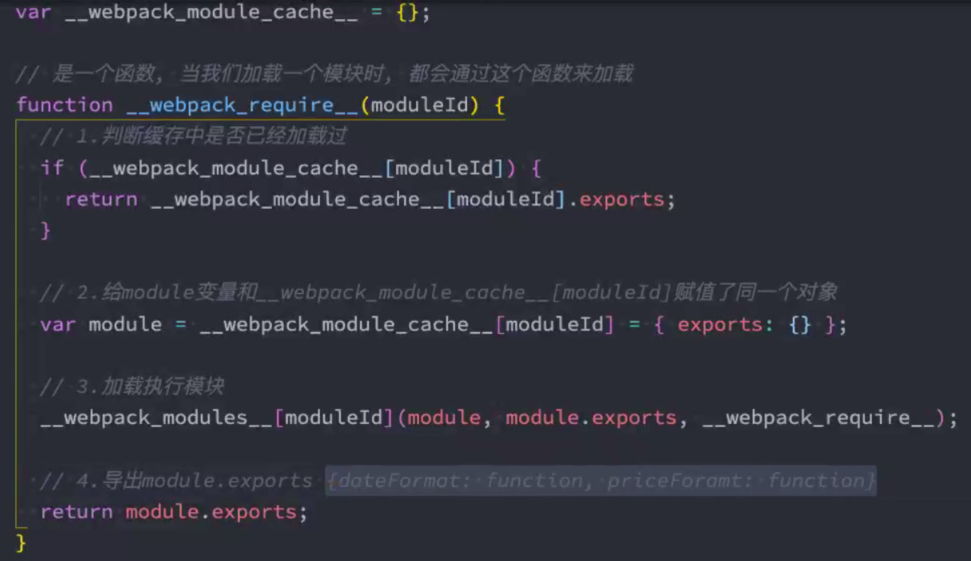 var __webpack_module_cache__ = {};
// 是一个函数, 当我们加载一个模块时, 都会通过这个函数来加载
function __webpack_require__(moduleId) {
// 1.判断缓存中是否已经加载过
if (__webpack_module_cache__[moduleId]) {
return __webpack_module_cache__[moduleId].exports;
}
// 2.给module变量和__webpack_module_cache__[moduleId]赋值了同一个对象
var module = __webpack_module_cache__[moduleId] = { exports: {} };
// 3.加载执行模块
__webpack_modules__[moduleId](module, module.exports, __webpack_require__);
// 4.导出module.exports {dateFormat: function, priceForamt: function}
return module.exports;
}